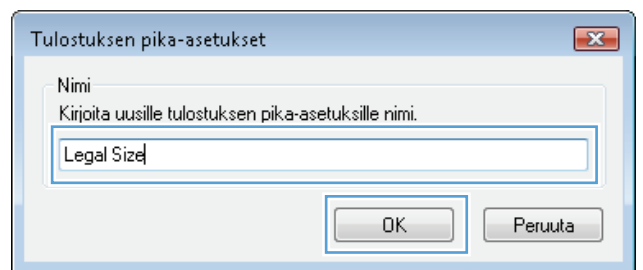 Tulostuksen pika-asetukset
Nimi
Kirjoita uusille tulostuksen pika-asetuksille nimi.
Legal Size
OK
Peruuta